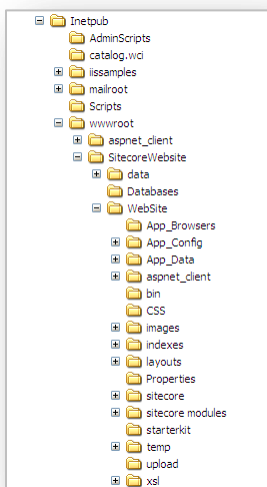 Inetpub
AdminScripts
catalog.wci
iissamples
mailroot
Scripts
wwwroot
aspnet_client
SitecoreWebsite
data
Databases
WebSite
App_Browsers
App_Config
App_Data
aspnet_client
bin
CSS
images
indexes
layouts
Properties
sitecore
sitecore modules
starterkit
temp
upload
xsl